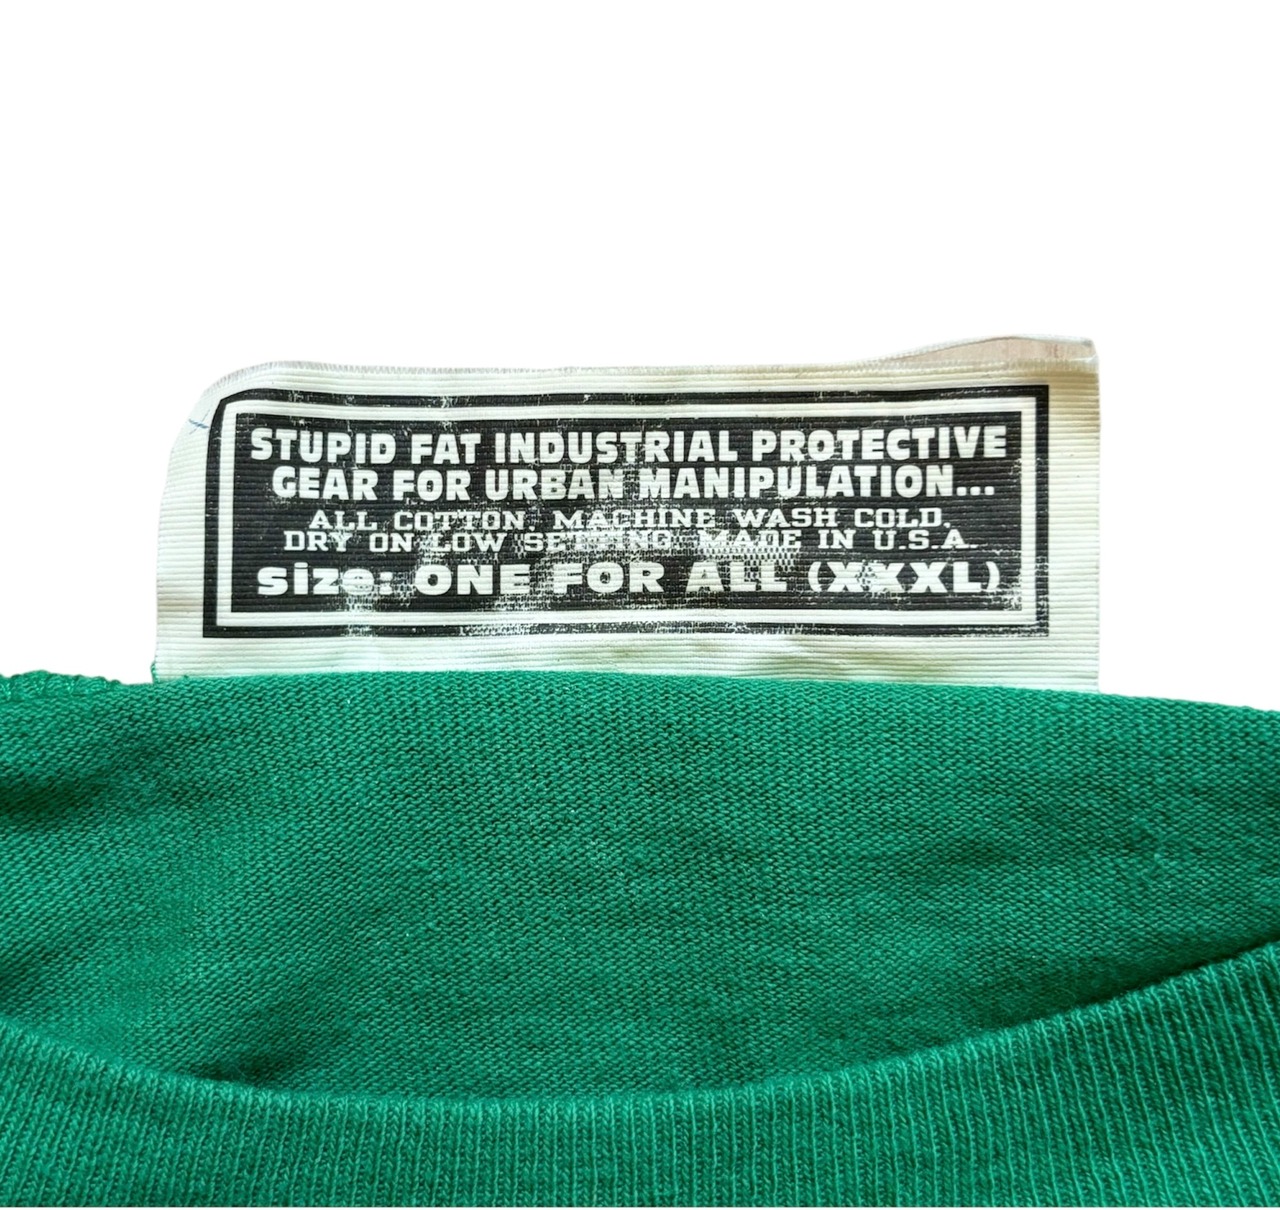 STUPID FAT INDUSTRIAL PROTECTIVE
GEAR FOR URBAN MANIPULATION...
ALL COTTON, MACHINE WASH COLD,
DRY ON LOW SETTING. MADE IN U.S.A.
size: ONE FOR ALL (XXXL)